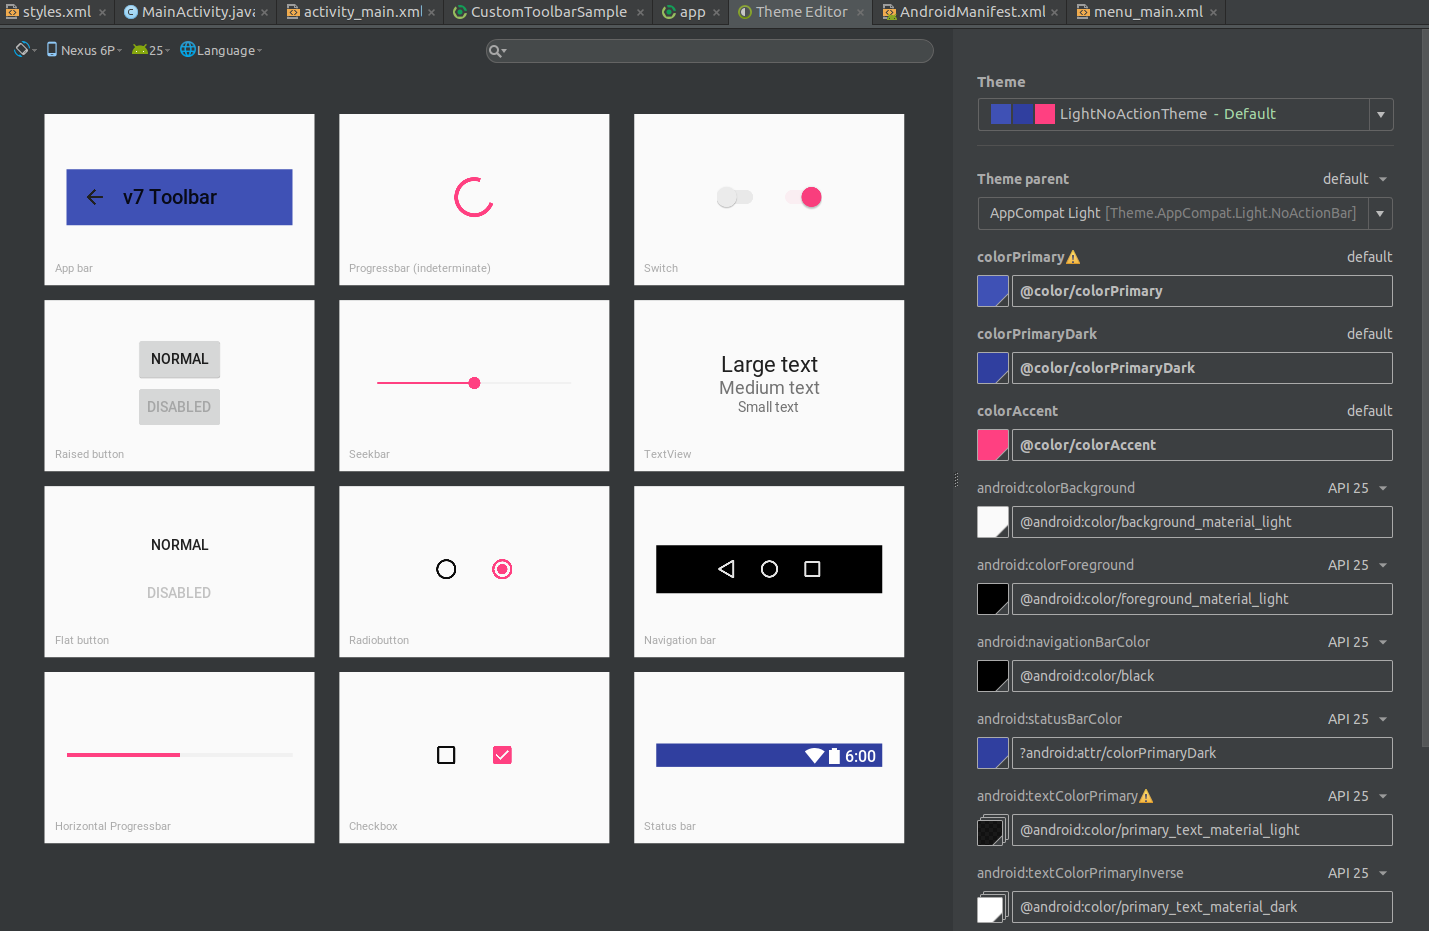 styles.xml MainActivity.java activity_main.xml CustomToolbarSample app Theme Editor AndroidManifest.xml menu_main.xml
Nexus 6P 25 Language
v7 Toolbar
App bar
Progressbar (indeterminate)
Switch
NORMAL
DISABLED
Raised button
Seekbar
Large text
Medium text
Small text
TextView
NORMAL
DISABLED
Flat button
Radiobutton
Navigation bar
Horizontal Progressbar
Checkbox
6:00
Status bar
Theme
LightNoActionTheme - Default
Theme parent default
AppCompat Light [Theme.AppCompat.Light.NoActionBar]
colorPrimary default
@color/colorPrimary
colorPrimaryDark default
@color/colorPrimaryDark
colorAccent default
@color/colorAccent
android:colorBackground API 25
@android:color/background_material_light
android:colorForeground API 25
@android:color/foreground_material_light
android:navigationBarColor API 25
@android:color/black
android:statusBarColor API 25
?android:attr/colorPrimaryDark
android:textColorPrimary API 25
@android:color/primary_text_material_light
android:textColorPrimaryInverse API 25
@android:color/primary_text_material_dark